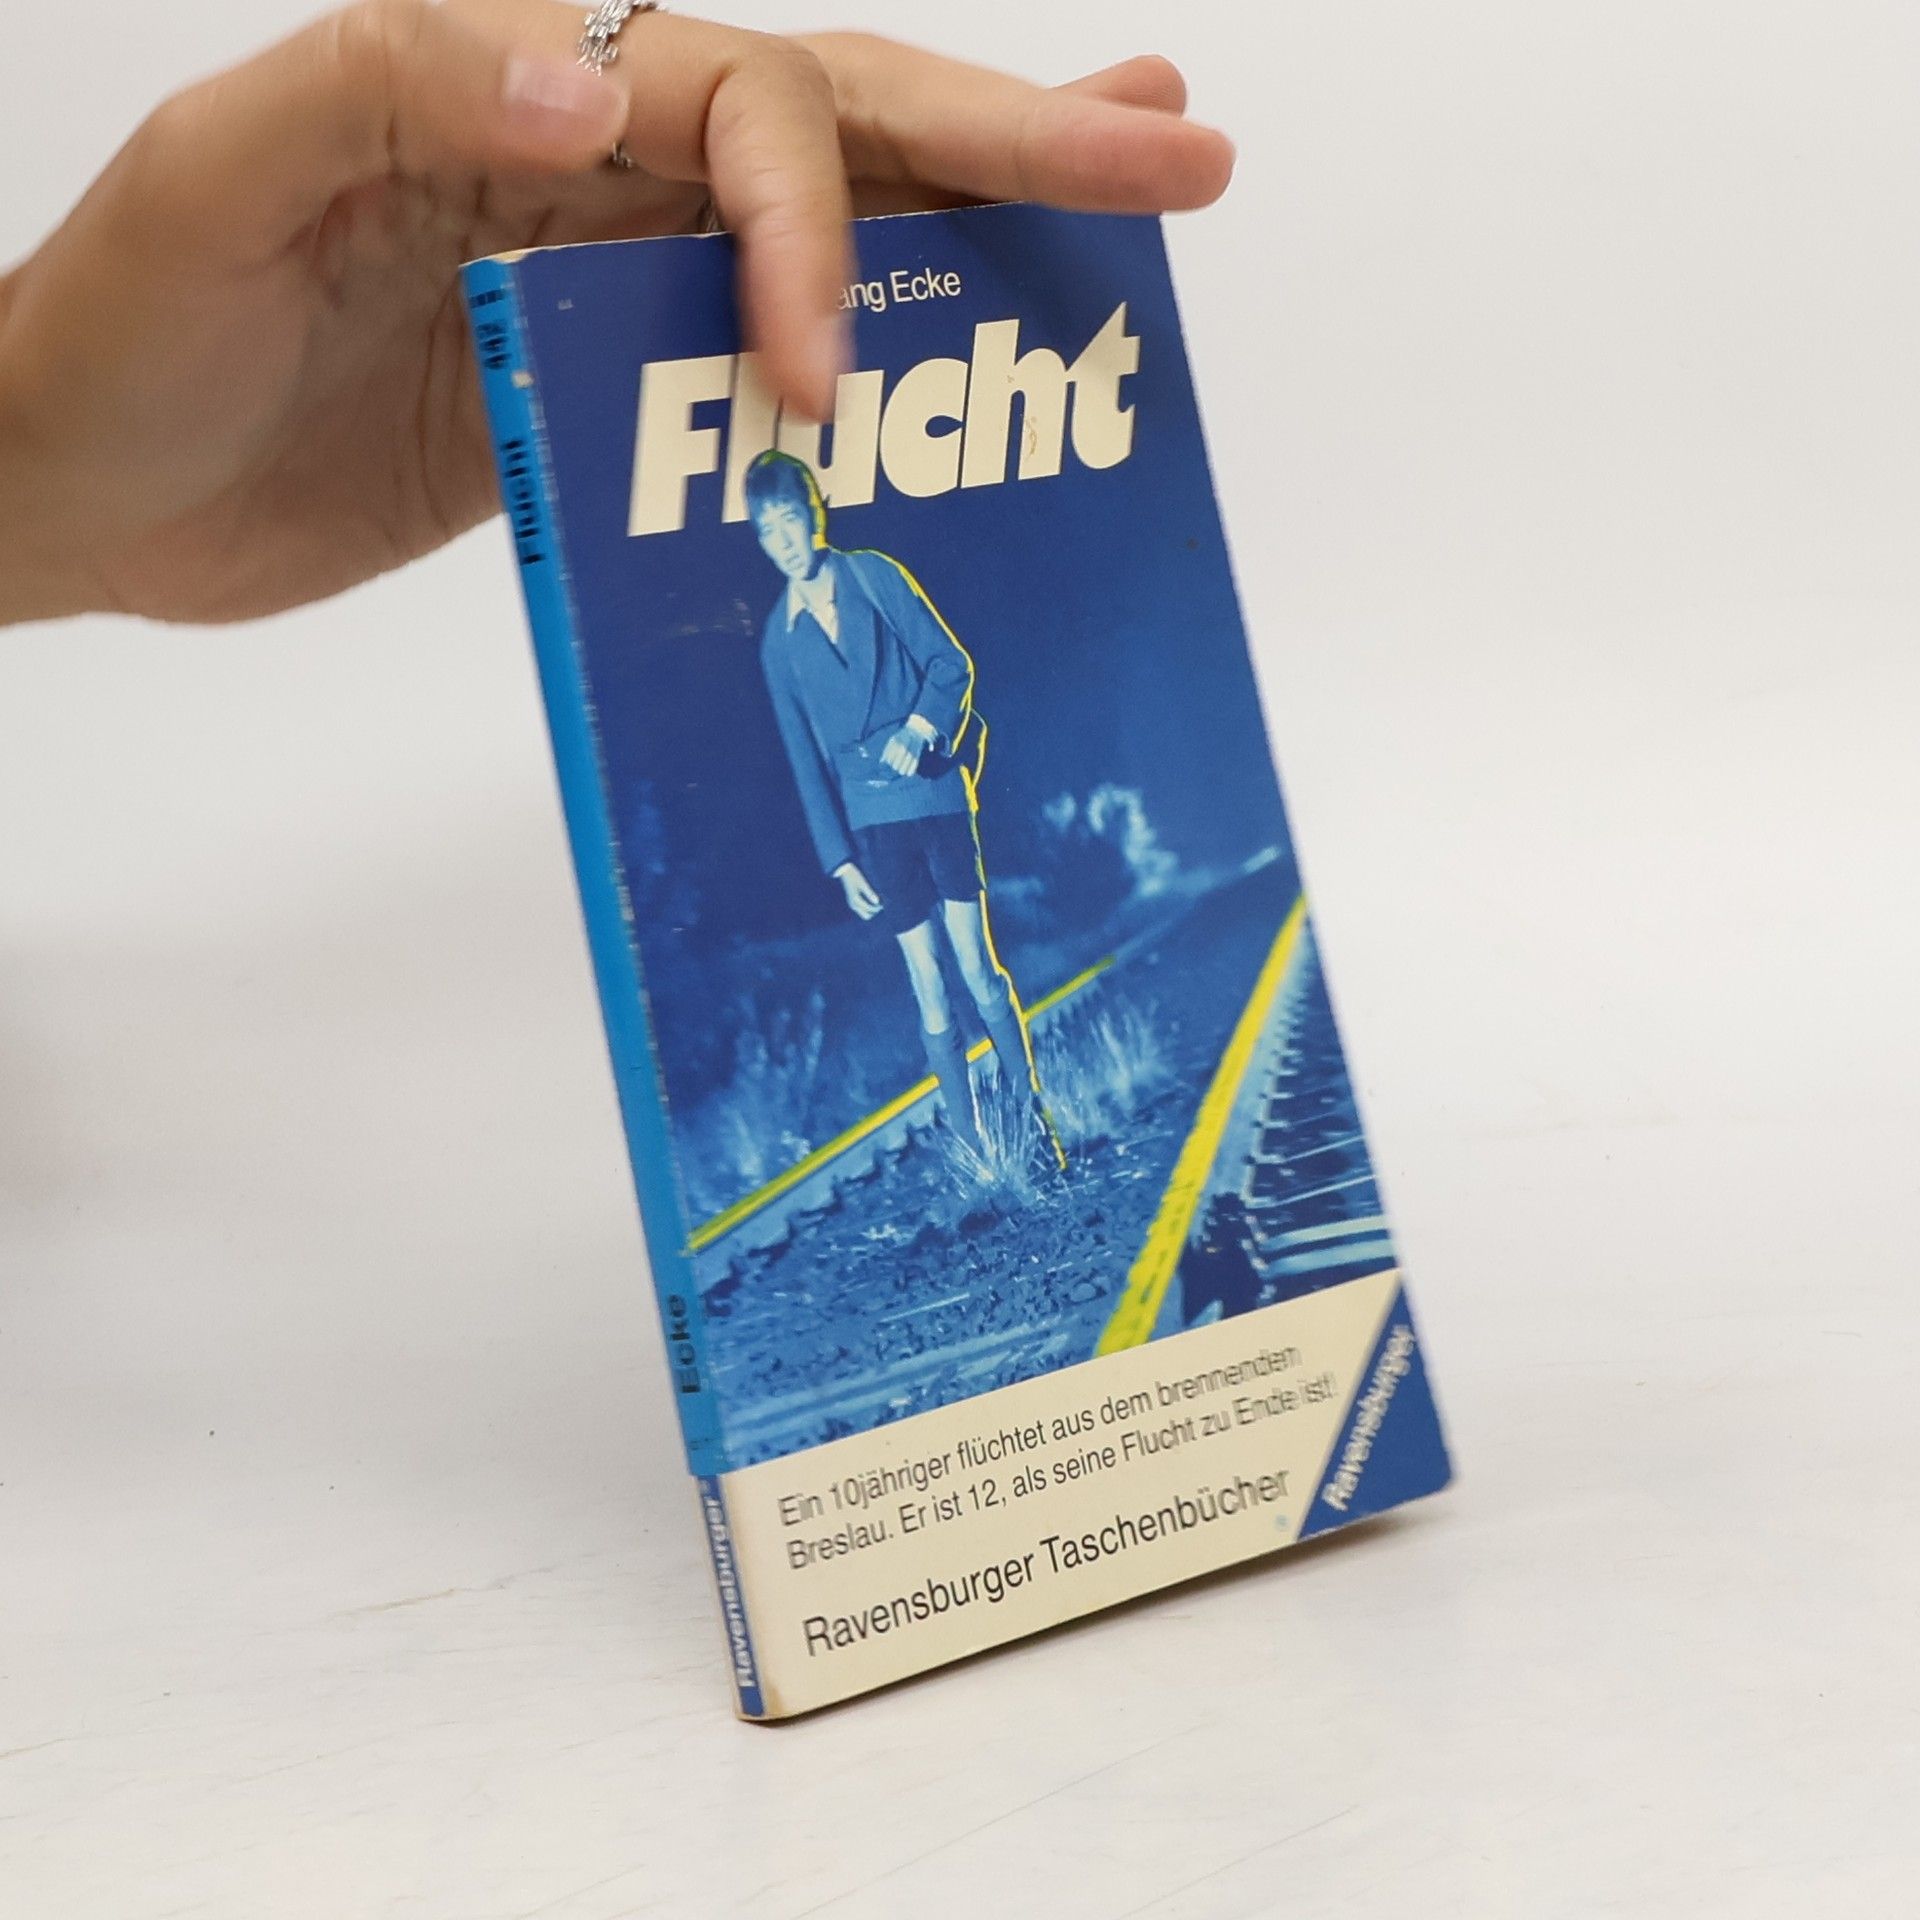 ang Ecke
Flucht
Ein 10jähriger flüchtet aus dem brennenden
Breslau. Er ist 12, als seine Flucht zu Ende ist!
Ravensburger Taschenbücher
Ravensburger
442
Flucht
Ecke
Ravensburger